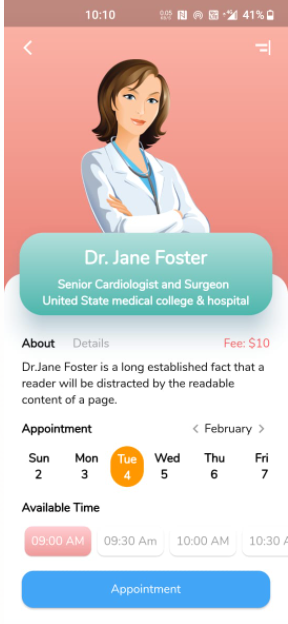 10:10
0.05
KB/S
4G
41%
Dr. Jane Foster
Senior Cardiologist and Surgeon
United State medical college & hospital
About Details Fee: $10
Dr.Jane Foster is a long established fact that a
reader will be distracted by the readable
content of a page.
Appointment < February >
Sun Mon Tue Wed Thu Fri
2 3 4 5 6 7
Available Time
09:00 AM 09:30 Am 10:00 AM 10:30 A
Appointment